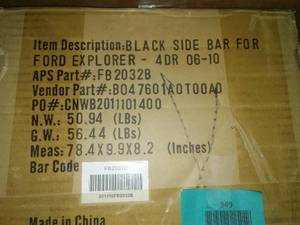 Item Description:BLACK SIDE BAR FOR
FORD EXPLORER - 4DR 06-10
APS Part#:FB2032B
Vendor Part#:B047601A0T00A0
PO#:CNWB2011101400
N.W.: 50.94 (LBs)
G.W.: 56.44 (LBs)
Meas: 78.4X9.9X8.2 (Inches)
Bar Code
Made in China
349